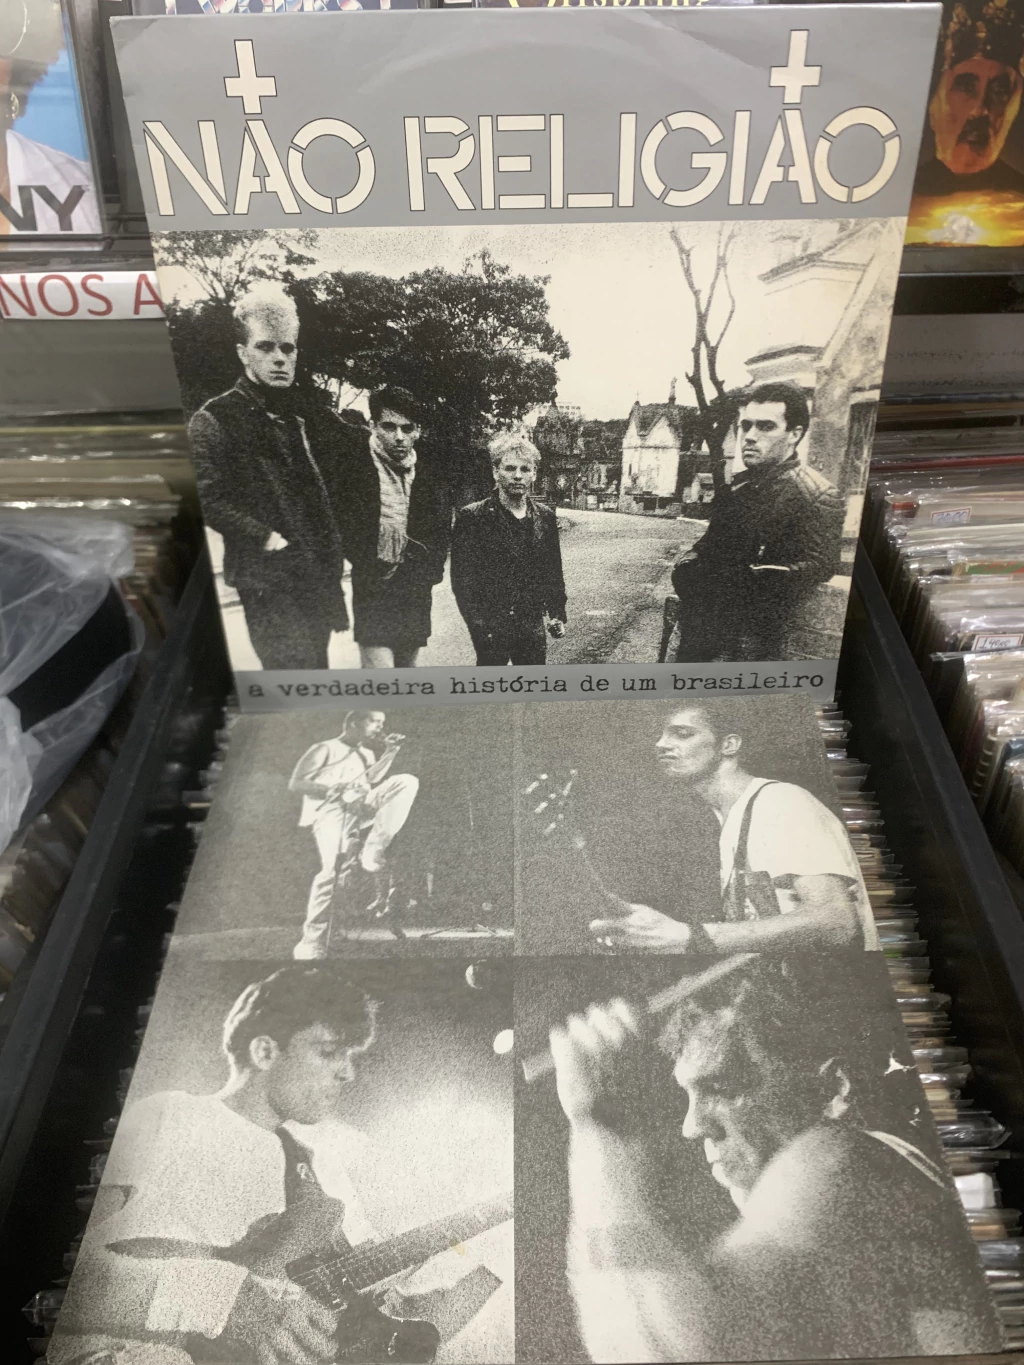 NÃO RELIGIÃO
NY
NOS A
a verdadeira história de um brasileiro